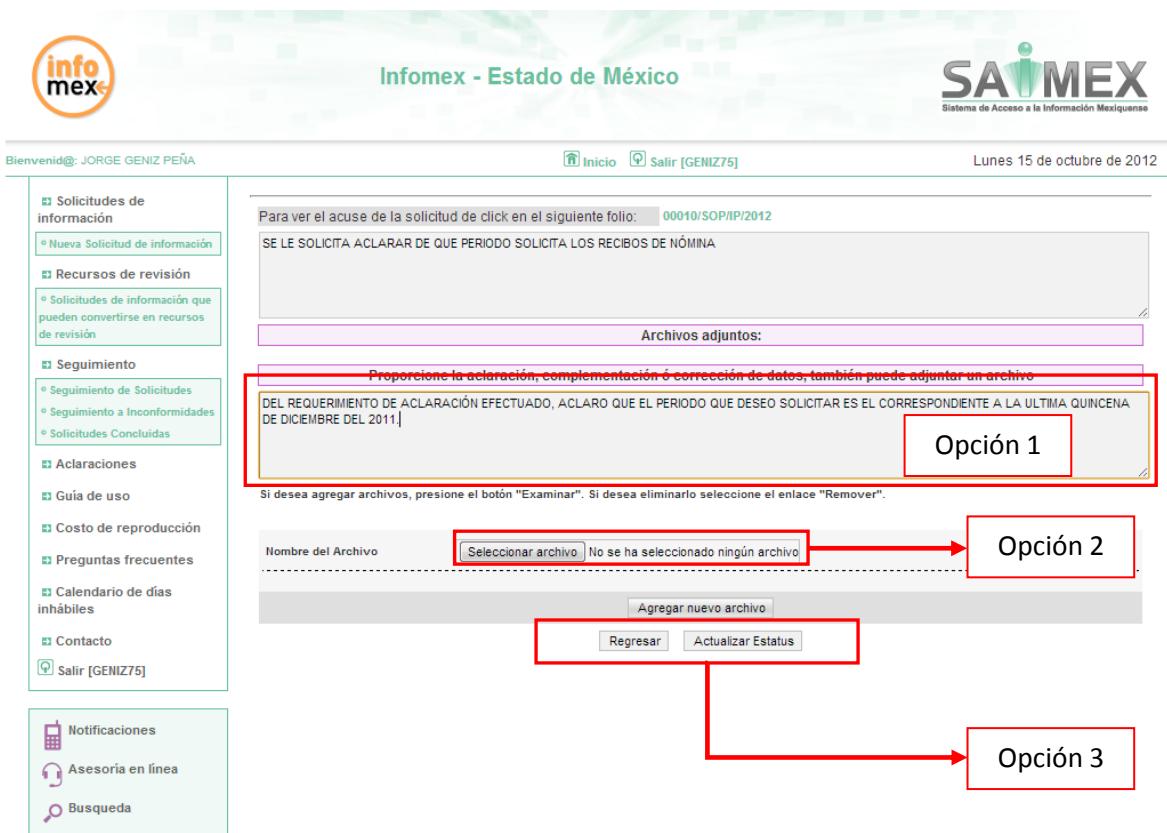 info
mex
Infomex - Estado de México
SAIMEX
Sistema de Acceso a la Información Mexiquense
Bienvenid@: JORGE GENIZ PEÑA
Inicio
Salir [GENIZ75]
Lunes 15 de octubre de 2012
Solicitudes de
información
Nueva Solicitud de información
Recursos de revisión
Solicitudes de información que
pueden convertirse en recursos
de revisión
Seguimiento
Seguimiento de Solicitudes
Seguimiento a Inconformidades
Solicitudes Concluidas
Aclaraciones
Guía de uso
Costo de reproducción
Preguntas frecuentes
Calendario de días
inhábiles
Contacto
Salir [GENIZ75]
Notificaciones
Asesoría en línea
Busqueda
Para ver el acuse de la solicitud de click en el siguiente folio: 00010/SOP/IP/2012
SE LE SOLICITA ACLARAR DE QUE PERIODO SOLICITA LOS RECIBOS DE NÓMINA
Archivos adjuntos:
Proporcione la aclaración, complementación ó corrección de datos, también puede adjuntar un archivo
DEL REQUERIMIENTO DE ACLARACIÓN EFECTUADO, ACLARO QUE EL PERIODO QUE DESEO SOLICITAR ES EL CORRESPONDIENTE A LA ULTIMA QUINCENA
DE DICIEMBRE DEL 2011.
Opción 1
Si desea agregar archivos, presione el botón "Examinar". Si desea eliminarlo seleccione el enlace "Remover".
Nombre del Archivo
Seleccionar archivo No se ha seleccionado ningún archivo
Opción 2
Agregar nuevo archivo
Regresar
Actualizar Estatus
Opción 3